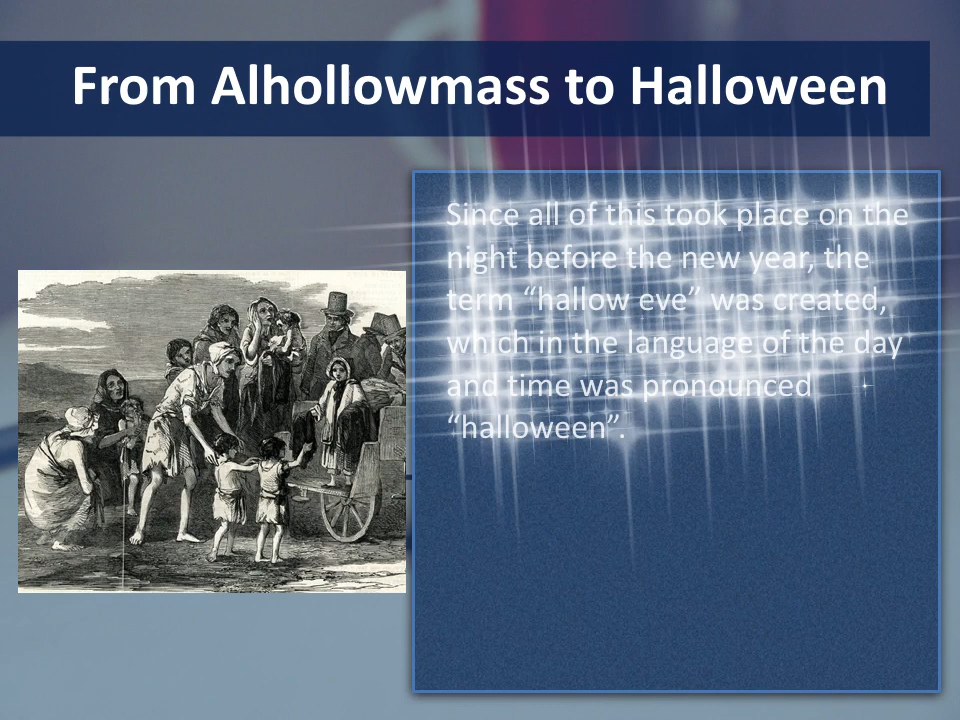 From Alhollowmass to Halloween
Since all of this took place on the
night before the new year, the
term “hallow eve” was created,
which in the language of the day
and time was pronounced
“halloween”.